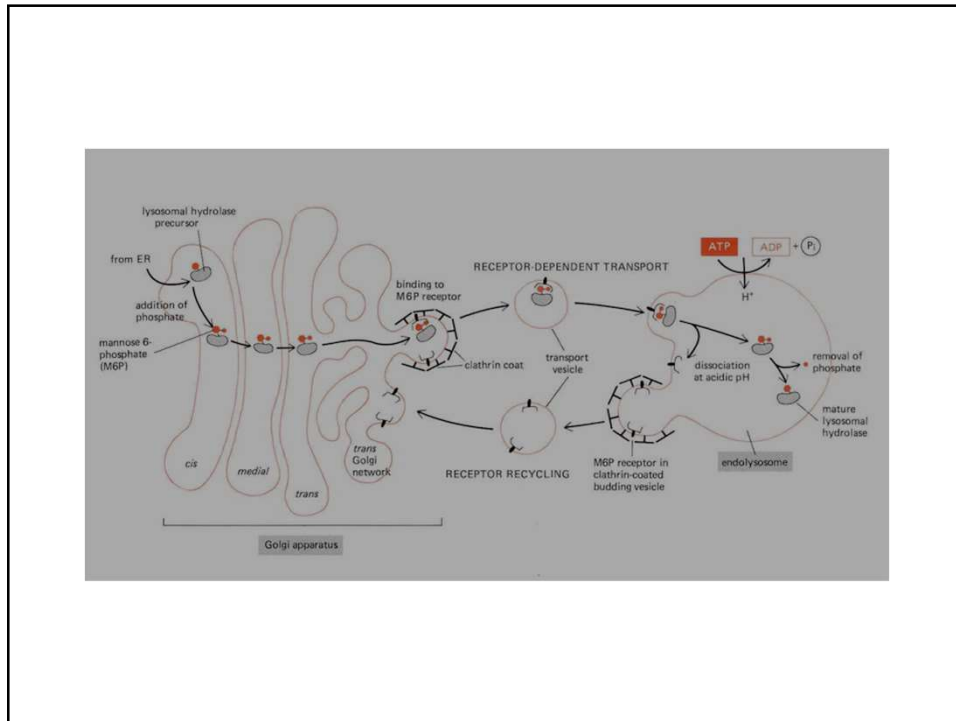 lysosomal hydrolase
precursor
from ER
addition of
phosphate
mannose 6-
phosphate
(M6P)
cis
medial
trans
trans
Golgi
network
Golgi apparatus
binding to
M6P receptor
clathrin coat
RECEPTOR-DEPENDENT TRANSPORT
transport
vesicle
RECEPTOR RECYCLING
ATP
ADP + Pi
H+
dissociation
at acidic pH
removal of
phosphate
mature
lysosomal
hydrolase
M6P receptor in
clathrin-coated
budding vesicle
endolysosome